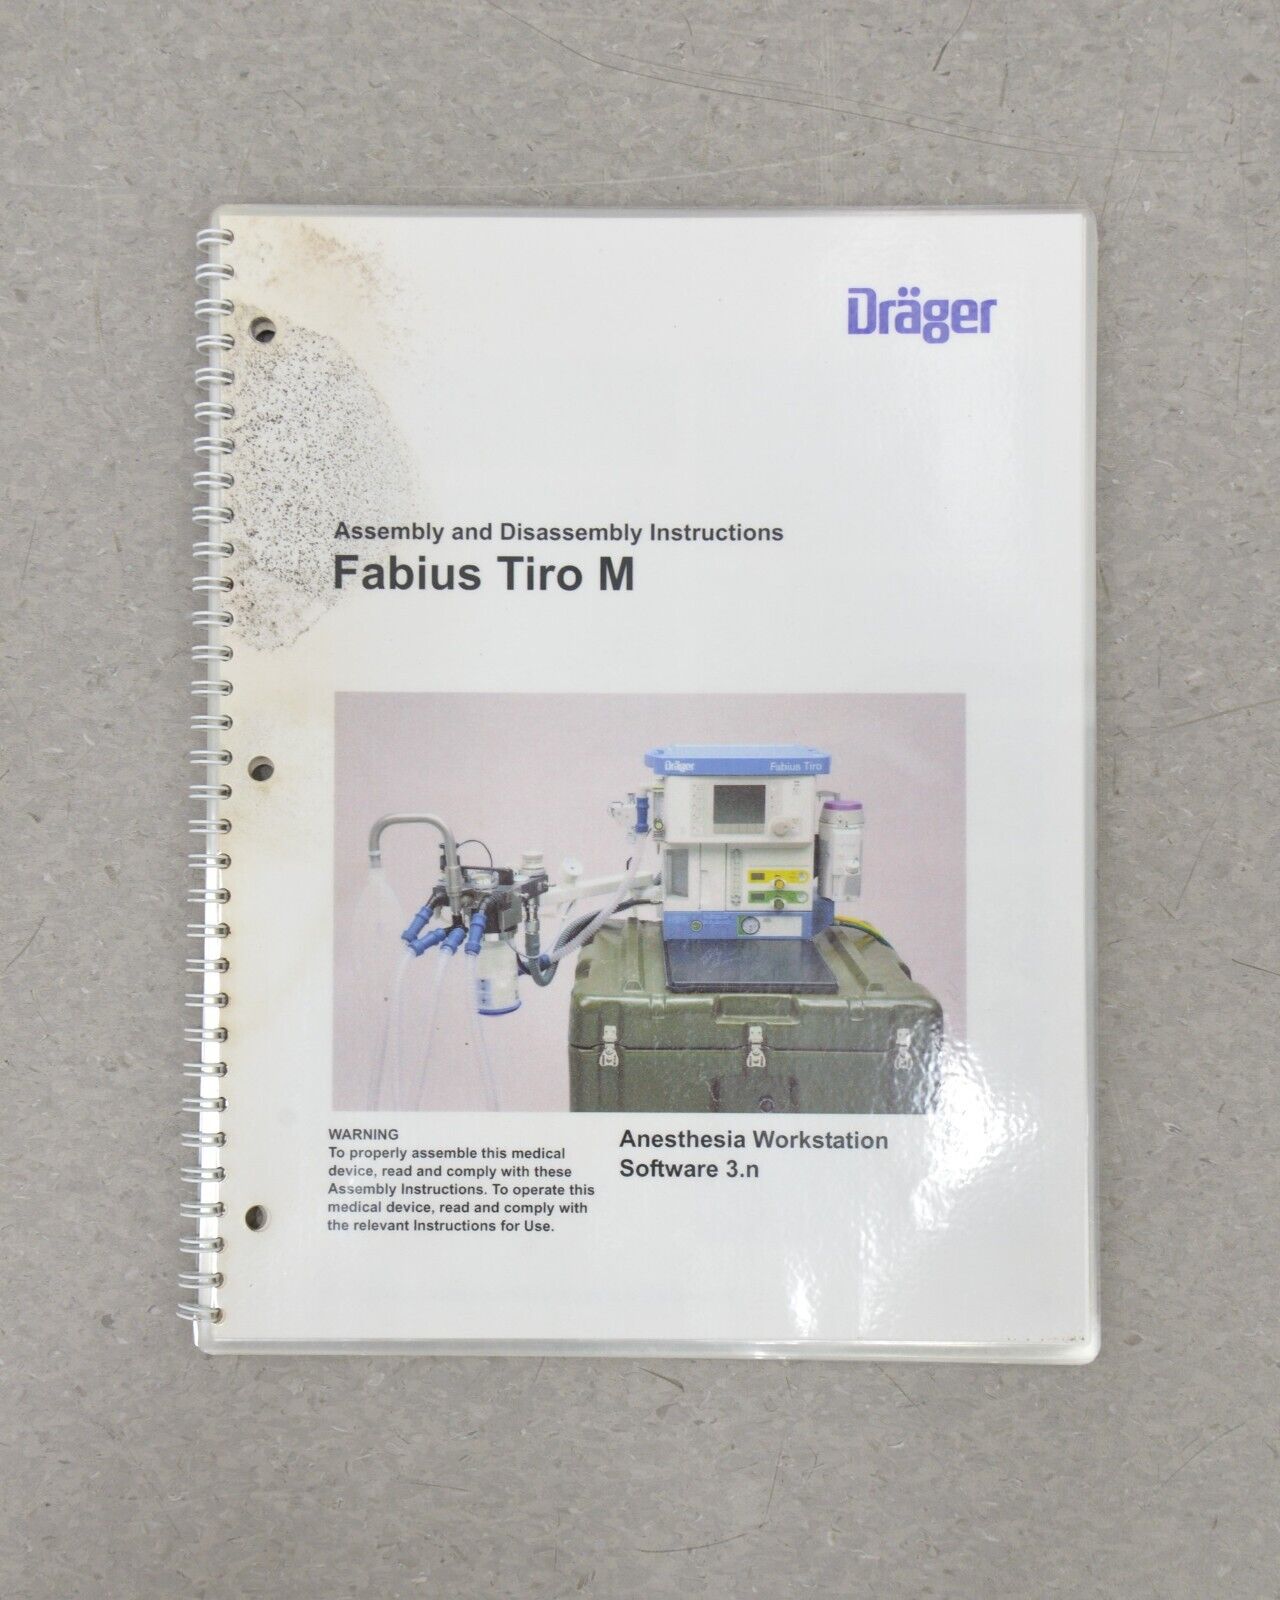 Dräger
Assembly and Disassembly Instructions
Fabius Tiro M
Dräger
Fabius Tiro
WARNING
To properly assemble this medical
device, read and comply with these
Assembly Instructions. To operate this
medical device, read and comply with
the relevant Instructions for Use.
Anesthesia Workstation
Software 3.n